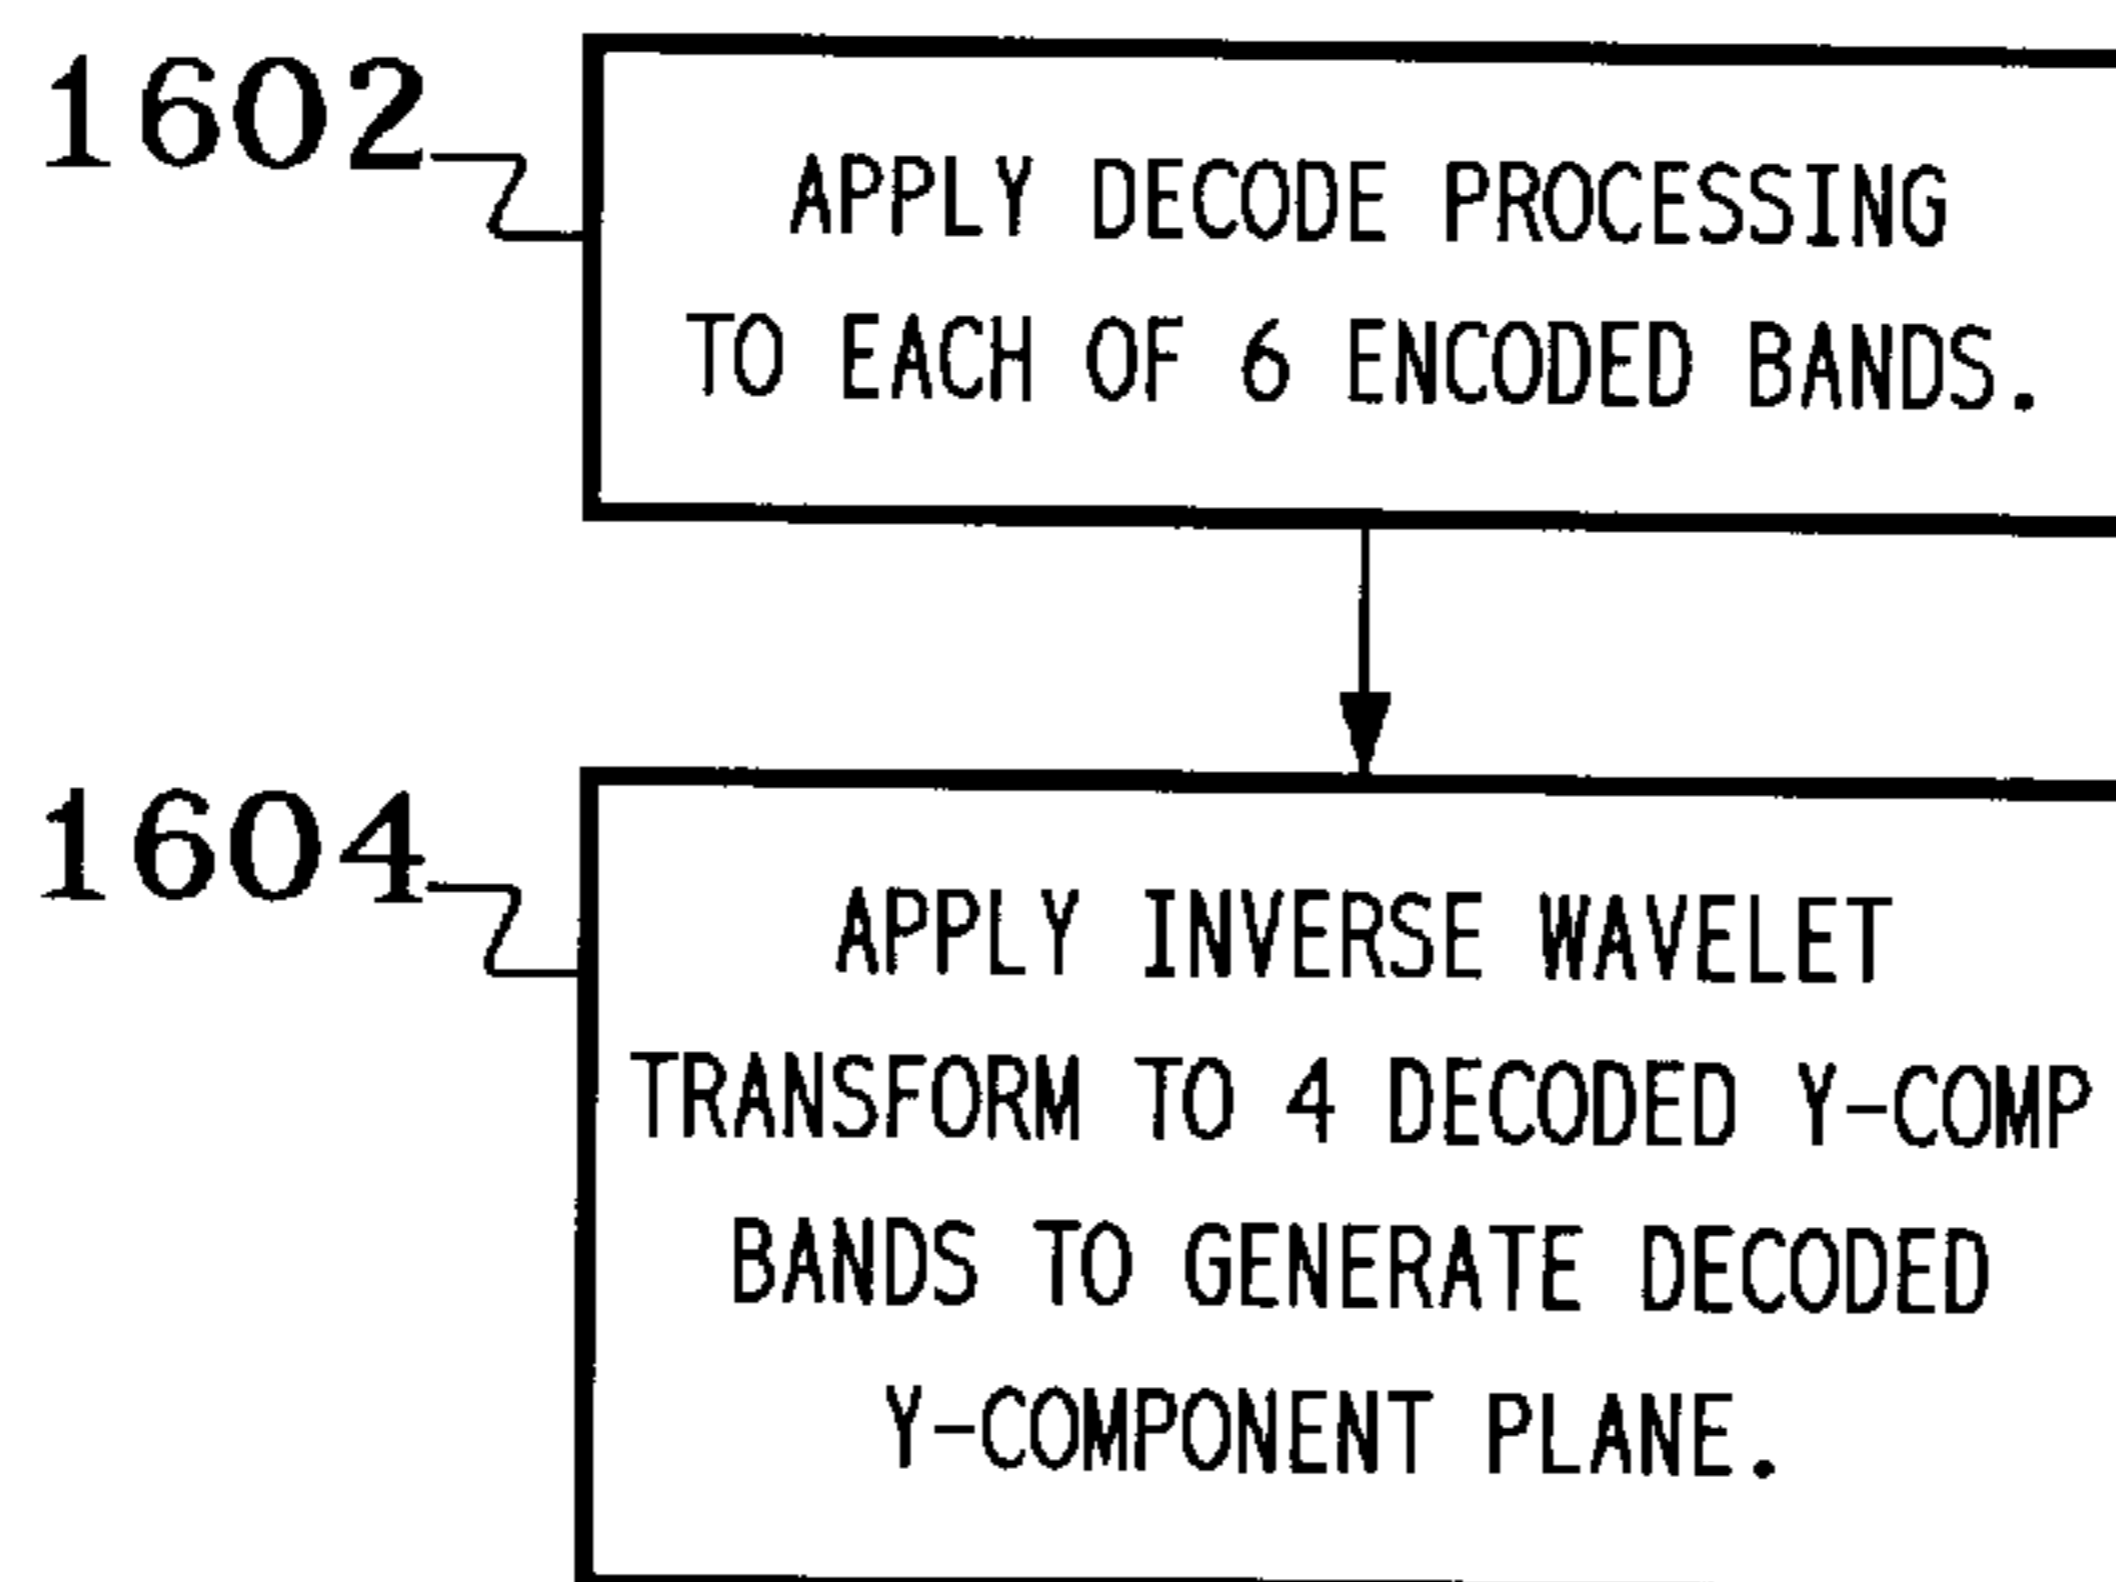 1602
APPLY DECODE PROCESSING
TO EACH OF 6 ENCODED BANDS.
1604
APPLY INVERSE WAVELET
TRANSFORM TO 4 DECODED Y-COMP
BANDS TO GENERATE DECODED
Y-COMPONENT PLANE.